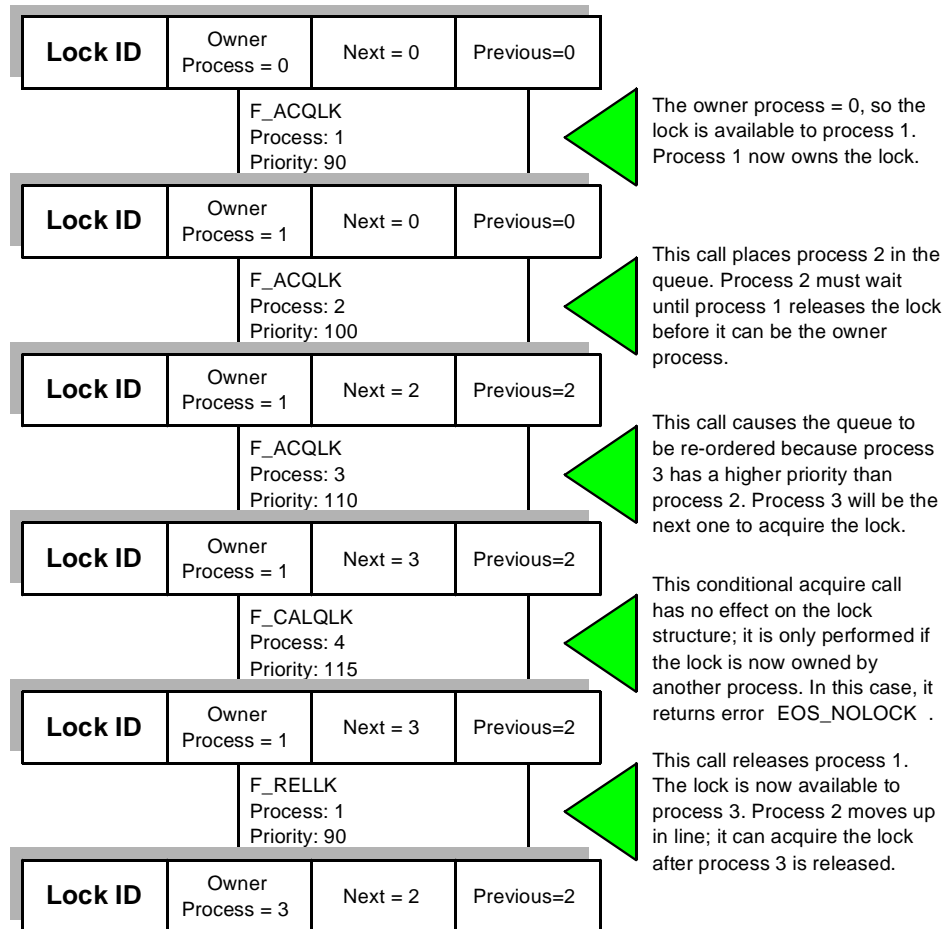 Lock ID
Owner
Process = 0
Next = 0
Previous=0
F_ACQLK
Process: 1
Priority: 90
The owner process = 0, so the
lock is available to process 1.
Process 1 now owns the lock.
Lock ID
Owner
Process = 1
Next = 0
Previous=0
F_ACQLK
Process: 2
Priority: 100
This call places process 2 in the
queue. Process 2 must wait
until process 1 releases the lock
before it can be the owner
process.
Lock ID
Owner
Process = 1
Next = 2
Previous=2
F_ACQLK
Process: 3
Priority: 110
This call causes the queue to
be re-ordered because process
3 has a higher priority than
process 2. Process 3 will be the
next one to acquire the lock.
Lock ID
Owner
Process = 1
Next = 3
Previous=2
F_CALQLK
Process: 4
Priority: 115
This conditional acquire call
has no effect on the lock
structure; it is only performed if
the lock is now owned by
another process. In this case, it
returns error EOS_NOLOCK .
Lock ID
Owner
Process = 1
Next = 3
Previous=2
F_RELLK
Process: 1
Priority: 90
This call releases process 1.
The lock is now available to
process 3. Process 2 moves up
in line; it can acquire the lock
after process 3 is released.
Lock ID
Owner
Process = 3
Next = 2
Previous=2